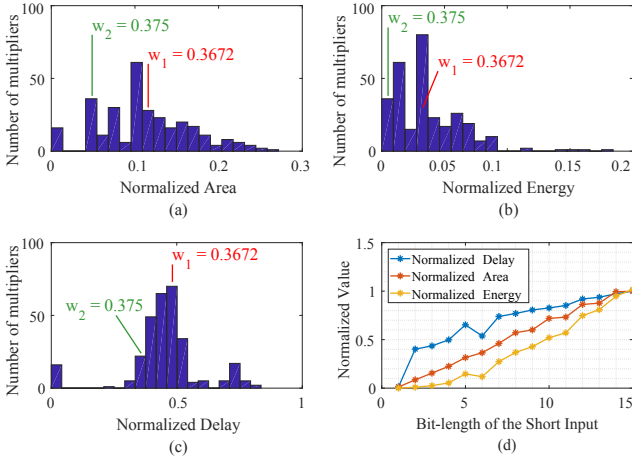 100
50
0
Number of multipliers
w2 = 0.375
w1 = 0.3672
0 0.1 0.2 0.3
Normalized Area
(a)
100
50
0
Number of multipliers
w2 = 0.375
w1 = 0.3672
0 0.05 0.1 0.15 0.2
Normalized Energy
(b)
100
50
0
Number of multipliers
w1 = 0.3672
w2 = 0.375
0 0.5 1
Normalized Delay
(c)
1.5
1
0.5
0
Normalized Value
Normalized Delay
Normalized Area
Normalized Energy
0 5 10 15
Bit-length of the Short Input
(d)